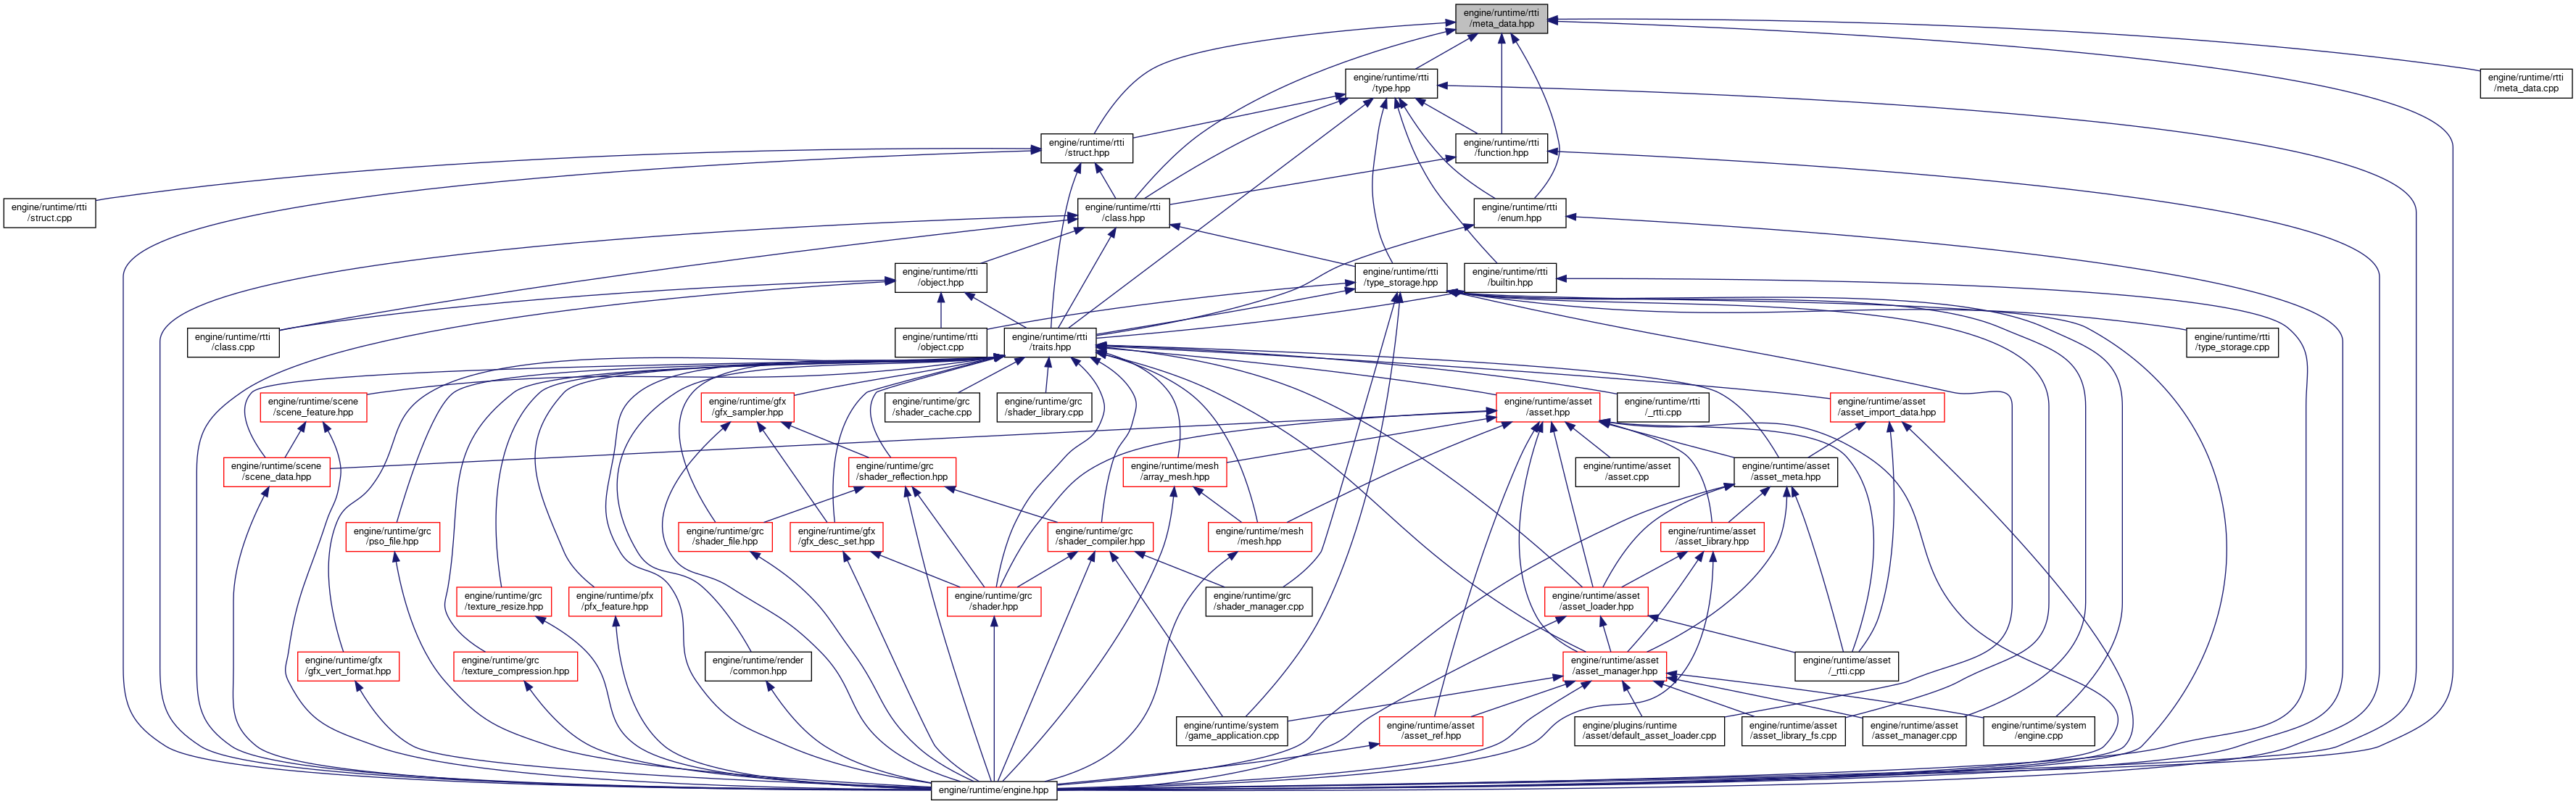 engine/runtime/rtti
/meta_data.hpp
engine/runtime/rtti
/type.hpp
engine/runtime/rtti
/meta_data.cpp
engine/runtime/rtti
/struct.hpp
engine/runtime/rtti
/function.hpp
engine/runtime/rtti
/struct.cpp
engine/runtime/rtti
/class.hpp
engine/runtime/rtti
/enum.hpp
engine/runtime/rtti
/object.hpp
engine/runtime/rtti
/type_storage.hpp
engine/runtime/rtti
/builtin.hpp
engine/runtime/rtti
/class.cpp
engine/runtime/rtti
/object.cpp
engine/runtime/rtti
/traits.hpp
engine/runtime/rtti
/type_storage.cpp
engine/runtime/scene
/scene_feature.hpp
engine/runtime/gfx
/gfx_sampler.hpp
engine/runtime/grc
/shader_cache.cpp
engine/runtime/grc
/shader_library.cpp
engine/runtime/asset
/asset.hpp
engine/runtime/rtti
/_rtti.cpp
engine/runtime/asset
/asset_import_data.hpp
engine/runtime/scene
/scene_data.hpp
engine/runtime/grc
/shader_reflection.hpp
engine/runtime/mesh
/array_mesh.hpp
engine/runtime/asset
/asset.cpp
engine/runtime/asset
/asset_meta.hpp
engine/runtime/grc
/pso_file.hpp
engine/runtime/grc
/shader_file.hpp
engine/runtime/gfx
/gfx_desc_set.hpp
engine/runtime/grc
/shader_compiler.hpp
engine/runtime/mesh
/mesh.hpp
engine/runtime/asset
/asset_library.hpp
engine/runtime/grc
/texture_resize.hpp
engine/runtime/pfx
/pfx_feature.hpp
engine/runtime/grc
/shader.hpp
engine/runtime/grc
/shader_manager.cpp
engine/runtime/asset
/asset_loader.hpp
engine/runtime/gfx
/gfx_vert_format.hpp
engine/runtime/grc
/texture_compression.hpp
engine/runtime/render
/common.hpp
engine/runtime/asset
/asset_manager.hpp
engine/runtime/asset
/_rtti.cpp
engine/runtime/system
/game_application.cpp
engine/runtime/asset
/asset_ref.hpp
engine/plugins/runtime
/asset/default_asset_loader.cpp
engine/runtime/asset
/asset_library_fs.cpp
engine/runtime/asset
/asset_manager.cpp
engine/runtime/system
/engine.cpp
engine/runtime/engine.hpp